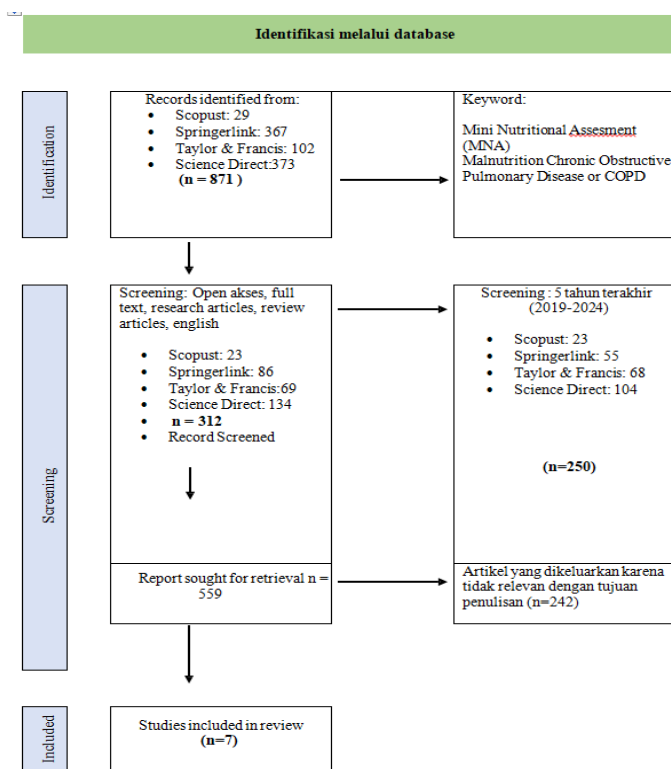 Identifikasi melalui database
Identification
Records identified from:
• Scopust: 29
• Springerlink: 367
• Taylor & Francis: 102
• Science Direct:373
(n = 871 )
Keyword:
Mini Nutritional Assesment
(MNA)
Malnutrition Chronic Obstructive
Pulmonary Disease or COPD
Screening
Screening: Open akses, full
text, research articles, review
articles, english
• Scopust: 23
• Springerlink: 86
• Taylor & Francis:69
• Science Direct: 134
• n = 312
• Record Screened
Screening : 5 tahun terakhir
(2019-2024)
• Scopust: 23
• Springerlink: 55
• Taylor & Francis: 68
• Science Direct: 104
(n=250)
Report sought for retrieval n =
559
Artikel yang dikeluarkan karena
tidak relevan dengan tujuan
penulisan (n=242)
Included
Studies included in review
(n=7)